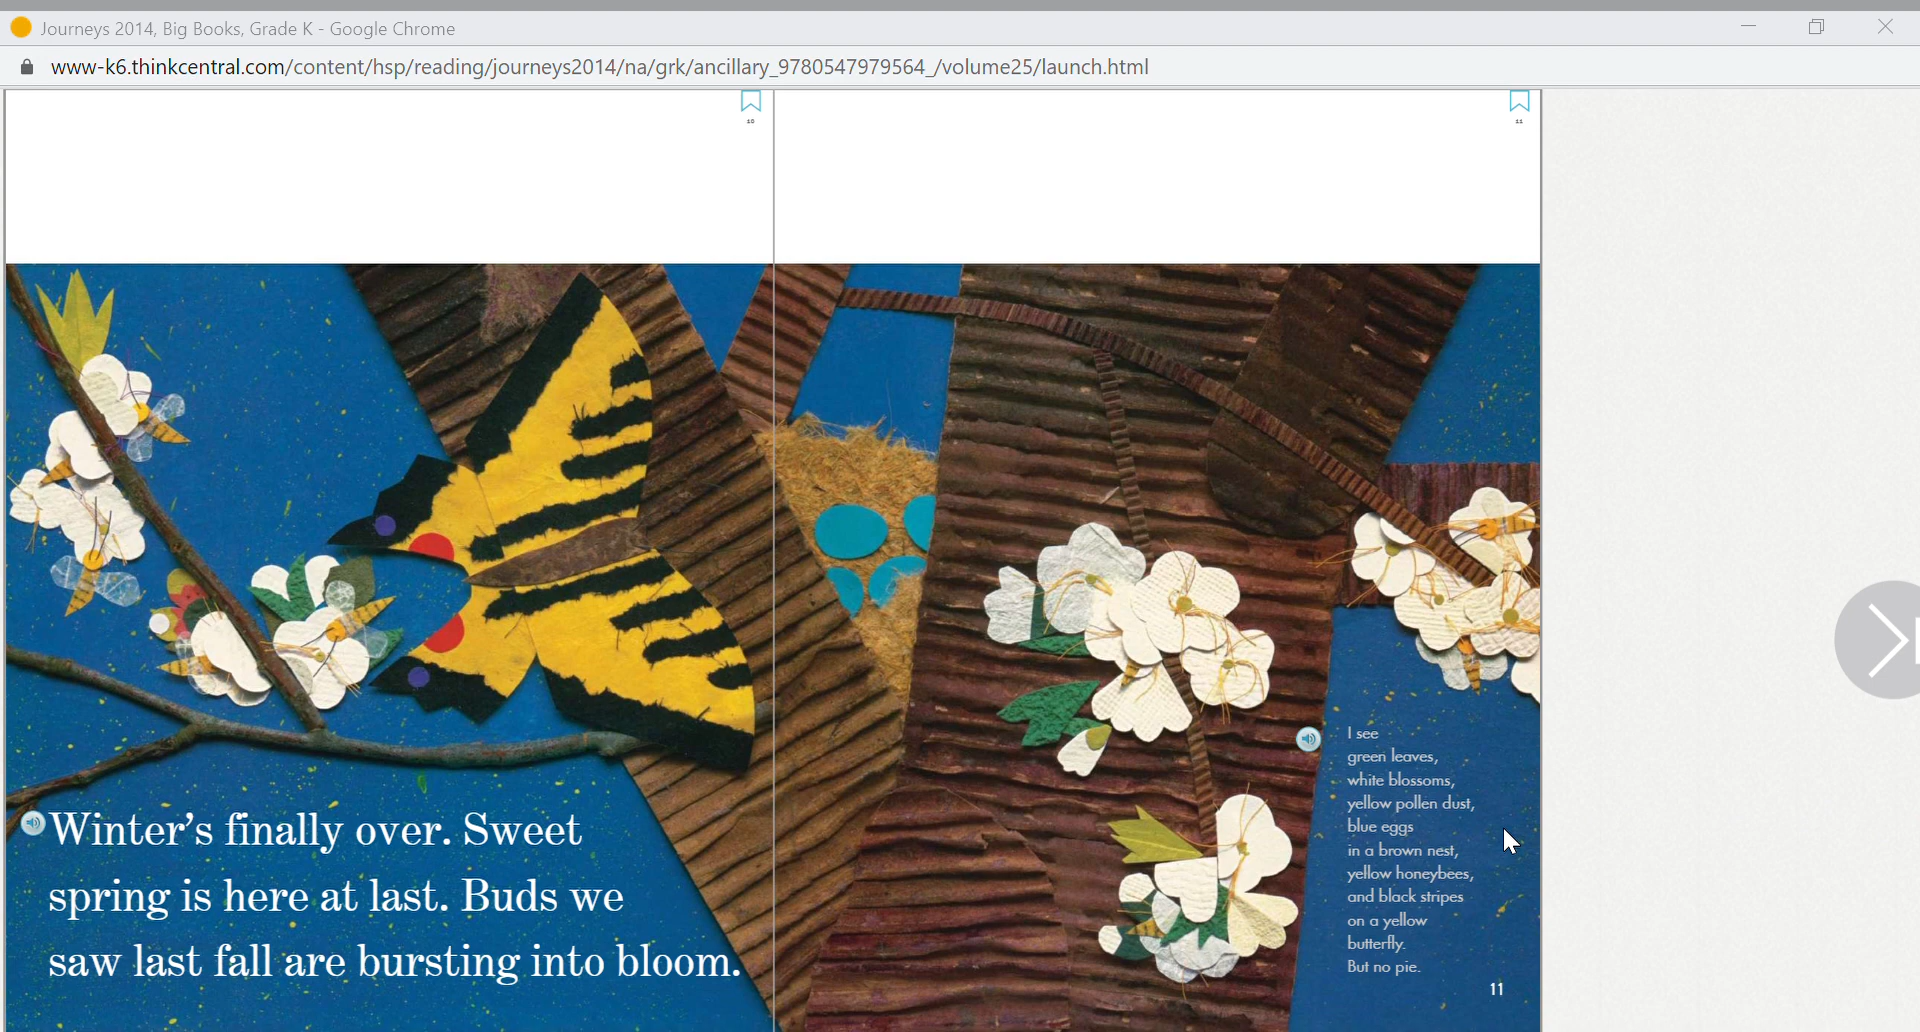 Journeys 2014, Big Books, Grade K - Google Chrome
www-k6.thinkcentral.com/content/hsp/reading/journeys2014/na/grk/ancillary_9780547979564_/volume25/launch.html
10
11
Winter's finally over. Sweet
spring is here at last. Buds we
saw last fall are bursting into bloom.
I see
green leaves,
white blossoms,
yellow pollen dust,
blue eggs
in a brown nest,
yellow honeybees,
and black stripes
on a yellow
butterfly.
But no pie.
11